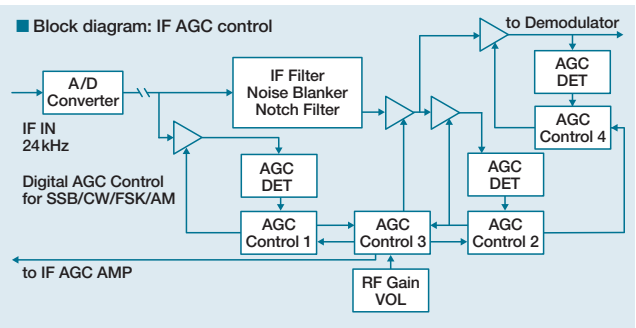 ■ Block diagram: IF AGC control
to Demodulator
A/D
Converter
IF Filter
Noise Blanker
Notch Filter
AGC
DET
AGC
Control 4
IF IN
24kHz
Digital AGC Control
for SSB/CW/FSK/AM
AGC
DET
AGC
DET
AGC
Control 1
AGC
Control 3
AGC
Control 2
to IF AGC AMP
RF Gain
VOL